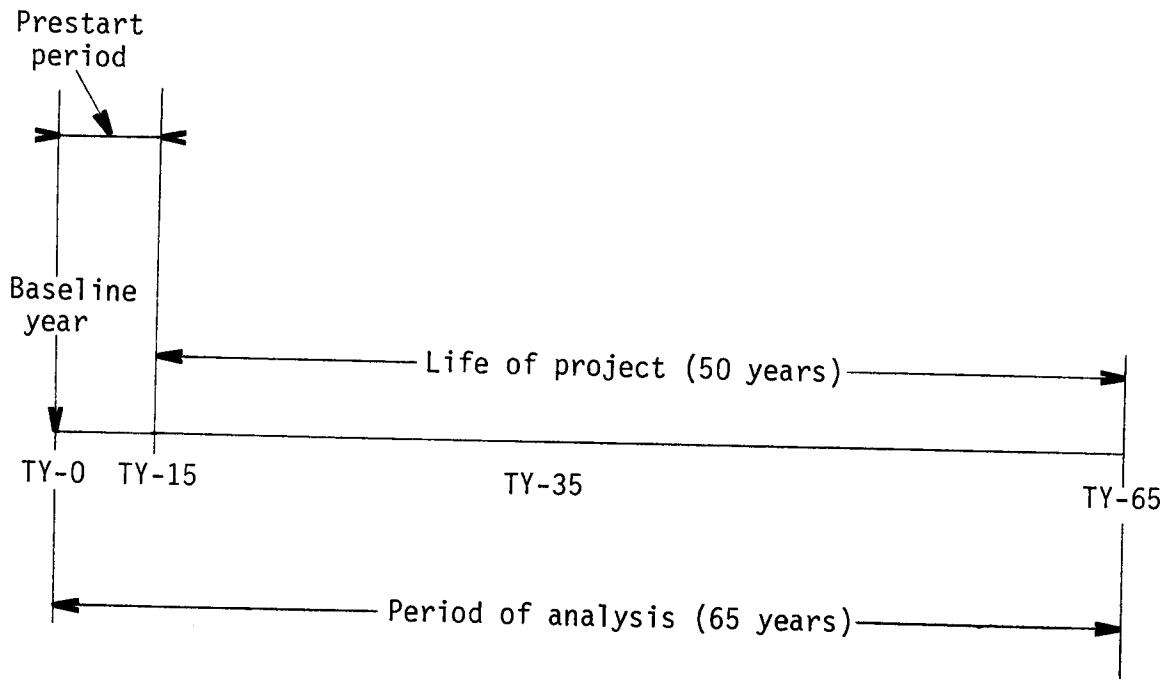 Prestart
period
Baseline
year
Life of project (50 years)
TY-0 TY-15 TY-35 TY-65
Period of analysis (65 years)